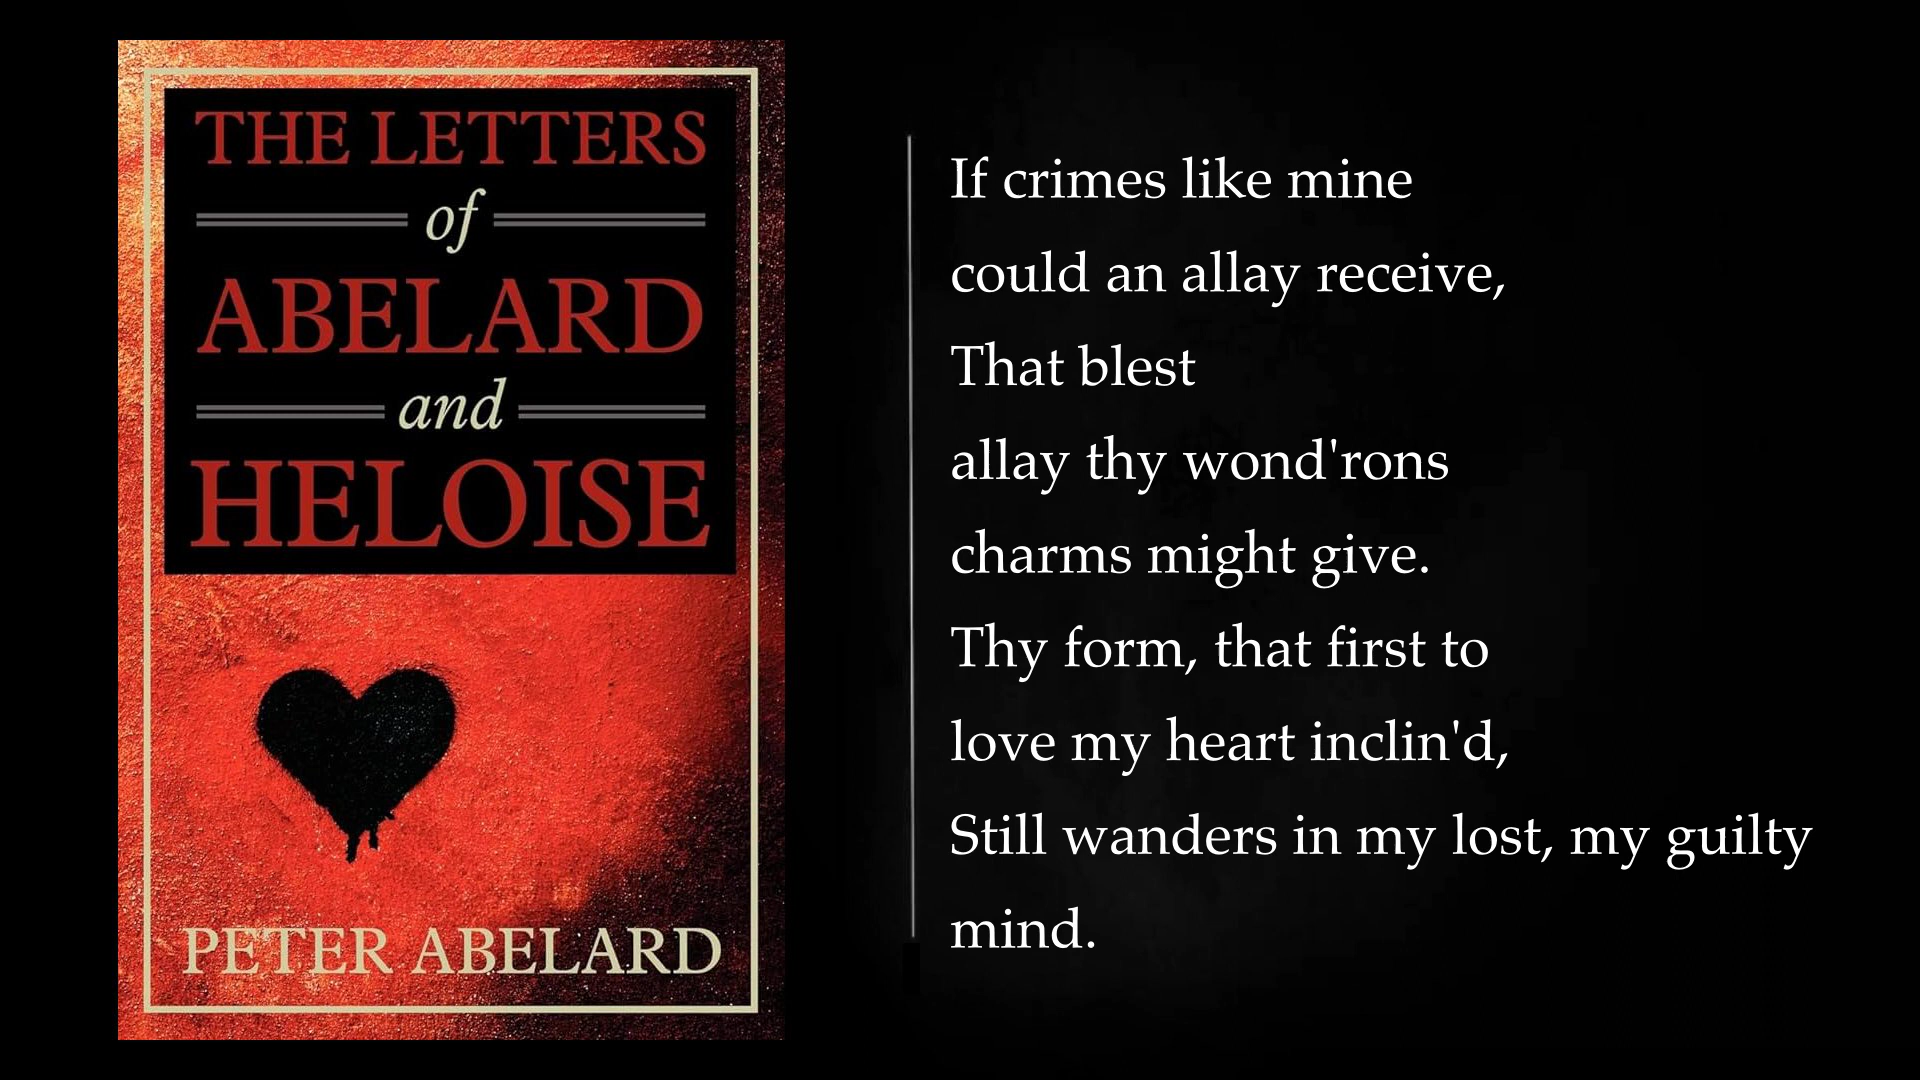 THE LETTERS
of
ABELARD
and
HELOISE
PETER ABELARD
If crimes like mine
could an allay receive,
That blest
allay thy wond'rons
charms might give.
Thy form, that first to
love my heart inclin'd,
Still wanders in my lost, my guilty
mind.